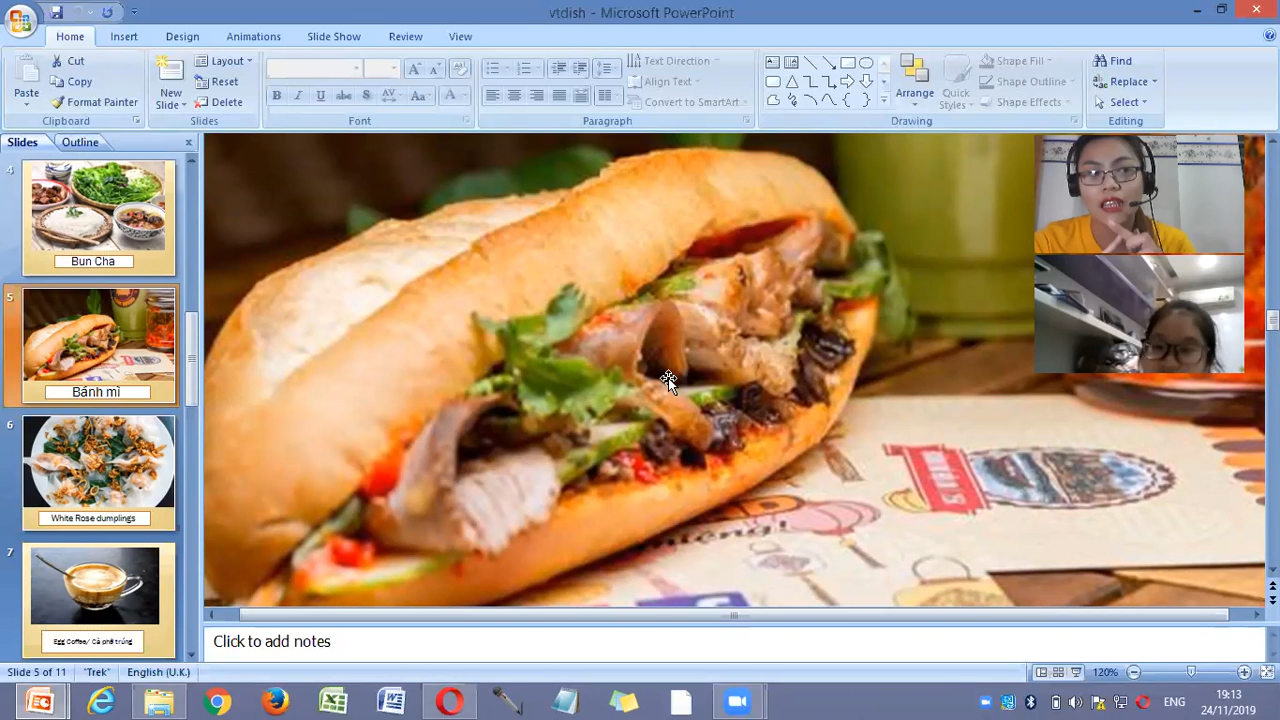 vtdish - Microsoft PowerPoint
Home Insert Design Animations Slide Show Review View
Paste
Cut
Copy
Format Painter
Clipboard
New Slide
Layout
Reset
Delete
Slides
B I U abc S AV Aa A
Font
Text Direction
Align Text
Convert to SmartArt
Paragraph
Arrange
Quick Styles
Shape Fill
Shape Outline
Shape Effects
Drawing
Find
Replace
Select
Editing
Slides Outline
4
Bun Cha
5
Bánh mì
6
White Rose dumplings
7
Egg Coffee/ Cà phê trứng
Click to add notes
Slide 5 of 11 "Trek" English (U.K.) 120%
ENG
19:13
24/11/2019